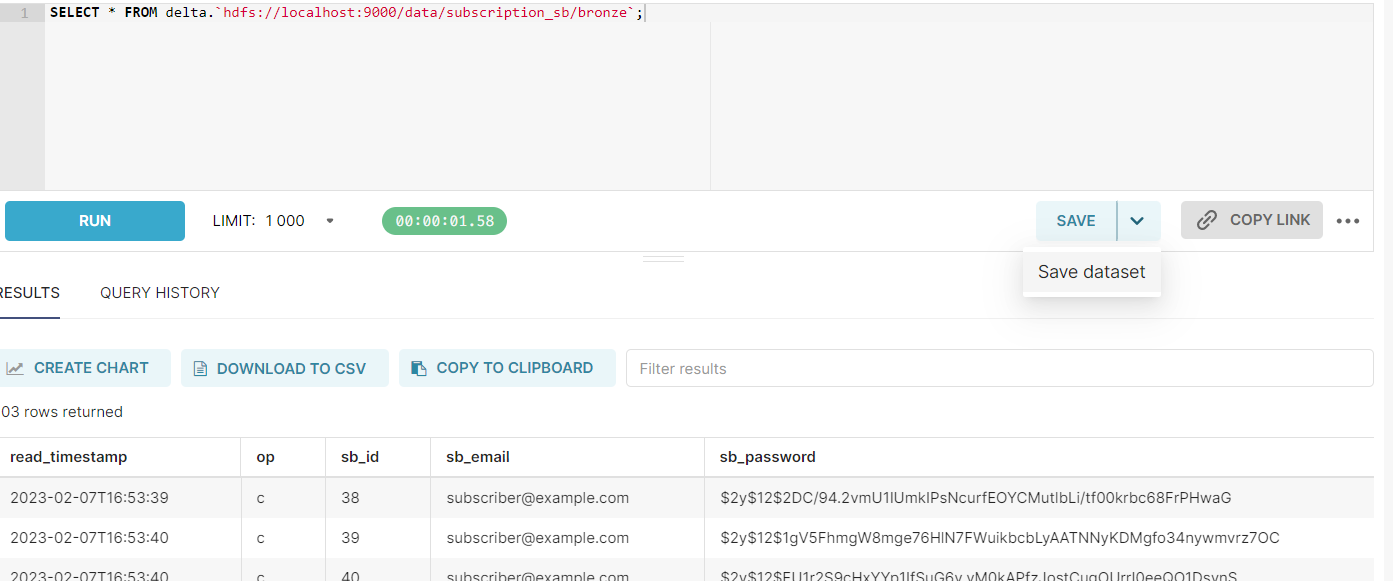 1 SELECT * FROM delta.`hdfs://localhost:9000/data/subscription_sb/bronze`;
RUN LIMIT: 1 000 00:00:01.58 SAVE COPY LINK
Save dataset
RESULTS QUERY HISTORY
CREATE CHART DOWNLOAD TO CSV COPY TO CLIPBOARD Filter results
03 rows returned
read_timestamp op sb_id sb_email sb_password
2023-02-07T16:53:39 c 38 subscriber@example.com $2y$12$2DC/94.2vmU1IUmkIPsNcurfEOYCMutIbLi/tf00krbc68FrPHwaG
2023-02-07T16:53:40 c 39 subscriber@example.com $2y$12$1gV5FhmgW8mge76HIN7FWuikbcbLyAATNNyKDMgfo34nywmvrz7OC
2023-02-07T16:53:40 c 40 subscriber@example.com